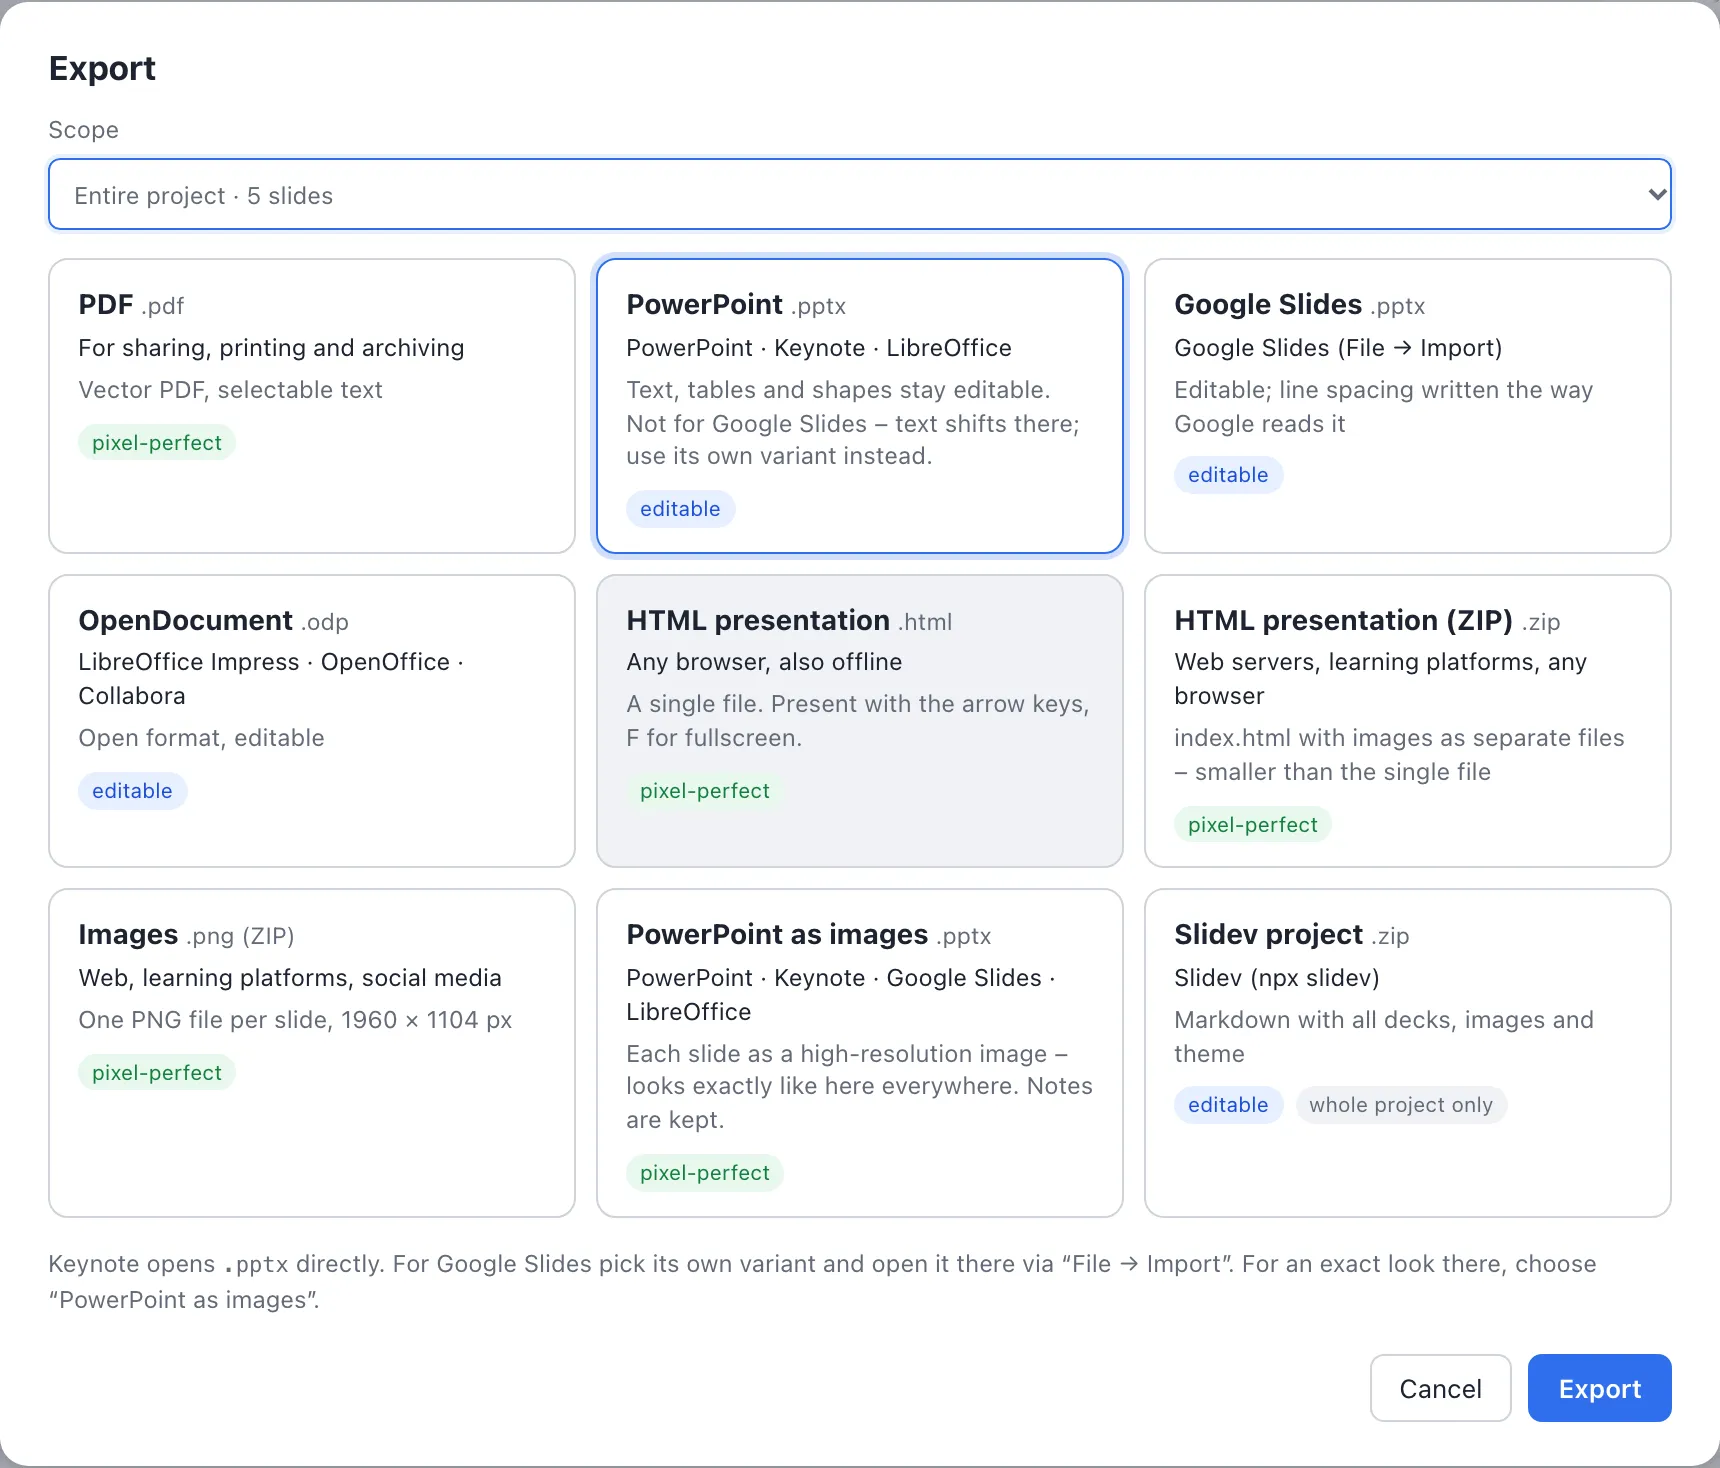 Export
Scope
Entire project · 5 slides
PDF .pdf
For sharing, printing and archiving
Vector PDF, selectable text
pixel-perfect
PowerPoint .pptx
PowerPoint · Keynote · LibreOffice
Text, tables and shapes stay editable.
Not for Google Slides – text shifts there;
use its own variant instead.
editable
Google Slides .pptx
Google Slides (File → Import)
Editable; line spacing written the way
Google reads it
editable
OpenDocument .odp
LibreOffice Impress · OpenOffice ·
Collabora
Open format, editable
editable
HTML presentation .html
Any browser, also offline
A single file. Present with the arrow keys,
F for fullscreen.
pixel-perfect
HTML presentation (ZIP) .zip
Web servers, learning platforms, any
browser
index.html with images as separate files
– smaller than the single file
pixel-perfect
Images .png (ZIP)
Web, learning platforms, social media
One PNG file per slide, 1960 × 1104 px
pixel-perfect
PowerPoint as images .pptx
PowerPoint · Keynote · Google Slides ·
LibreOffice
Each slide as a high-resolution image –
looks exactly like here everywhere. Notes
are kept.
pixel-perfect
Slidev project .zip
Slidev (npx slidev)
Markdown with all decks, images and
theme
editable whole project only
Keynote opens .pptx directly. For Google Slides pick its own variant and open it there via “File → Import”. For an exact look there, choose
“PowerPoint as images”.
Cancel Export